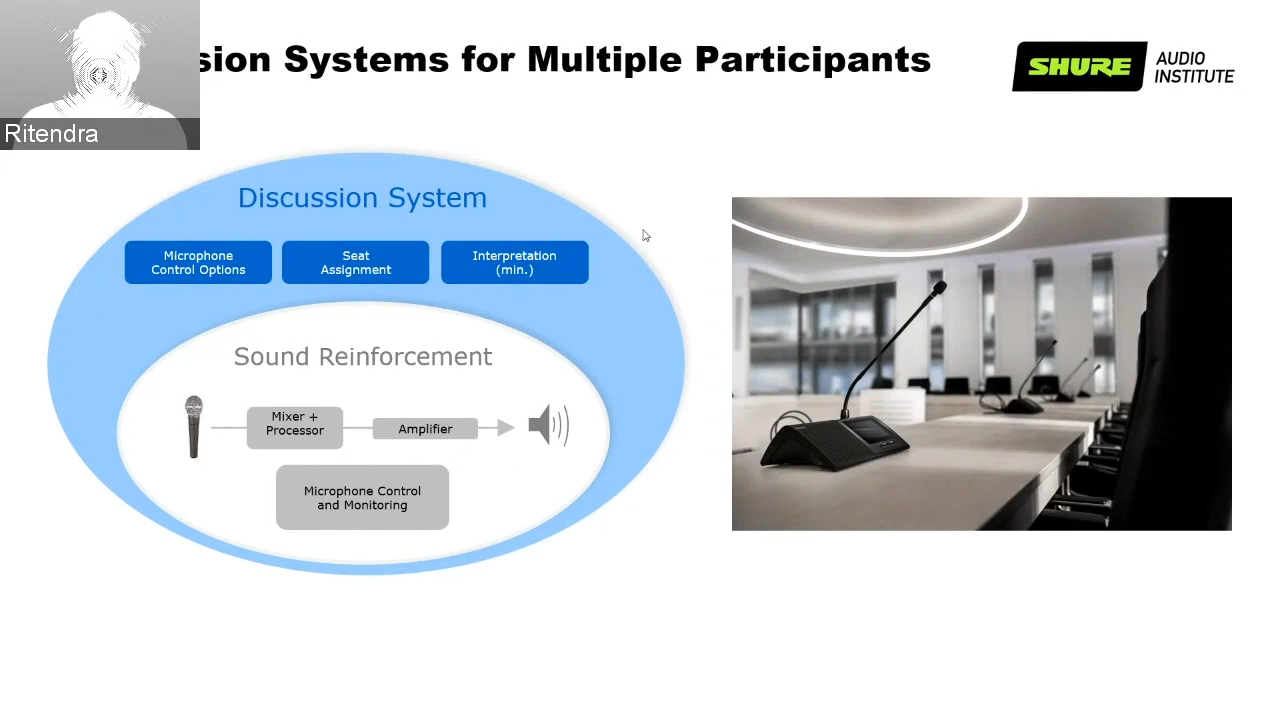 sion Systems for Multiple Participants
SHURE
AUDIO
INSTITUTE
Ritendra
Discussion System
Microphone
Control Options
Seat
Assignment
Interpretation
(min.)
Sound Reinforcement
Mixer +
Processor
Amplifier
Microphone Control
and Monitoring